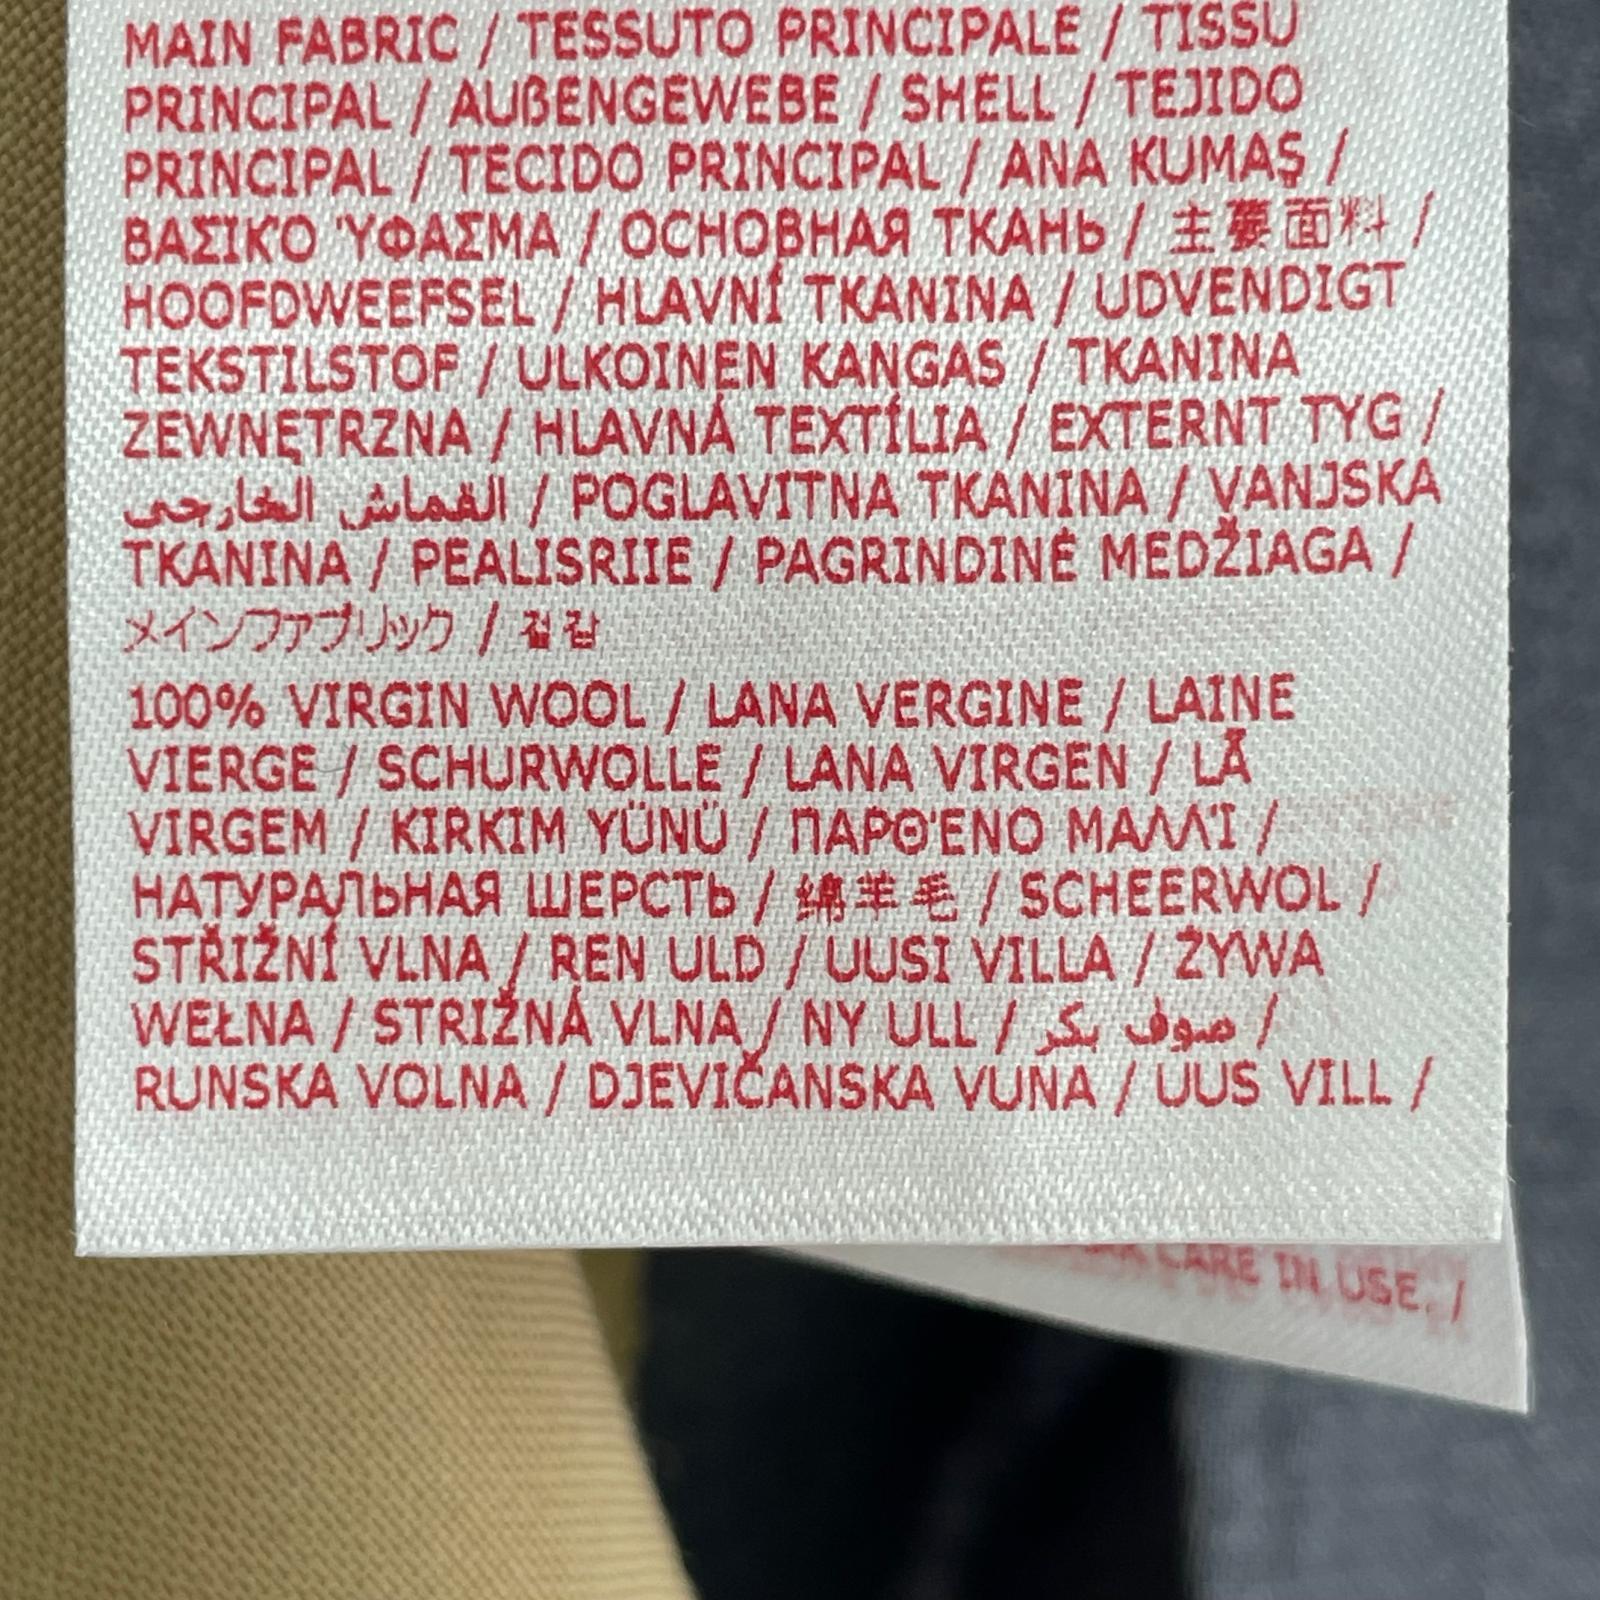 MAIN FABRIC / TESSUTO PRINCIPALE / TISSU
PRINCIPAL / AUßENGEWEBE / SHELL / TEJIDO
PRINCIPAL / TECIDO PRINCIPAL / ANA KUMAŞ /
ΒΑΣΙΚΟ ΎΦΑΣΜΑ / ОСНОВНАЯ ТКАНЬ / 主要面料 /
HOOFDWEEFSEL / HLAVNÍ TKANINA / UDVENDIGT
TEKSTILSTOF / ULKOINEN KANGAS / TKANINA
ZEWNĘTRZNA / HLAVNÁ TEXTÍLIA / EXTERNT TYG /
القماش الخارجى / POGLAVITNA TKANINA / VANJSKA
TKANINA / PEALISRIIE / PAGRINDINĖ MEDŽIAGA /
メインファブリック / 겉감
100% VIRGIN WOOL / LANA VERGINE / LAINE
VIERGE / SCHURWOLLE / LANA VIRGEN / LÃ
VIRGEM / KIRKIM YÜNÜ / ΠΑΡΘΈΝΟ ΜΑΛΛΊ /
НАТУРАЛЬНАЯ ШЕРСТЬ / 绵羊毛 / SCHEERWOL /
STŘIŽNÍ VLNA / REN ULD / UUSI VILLA / ŻYWA
WEŁNA / STRIŽNÁ VLNA / NY ULL / صوف بكر /
RUNSKA VOLNA / DJEVIČANSKA VUNA / UUS VILL /
CARE IN USE. /